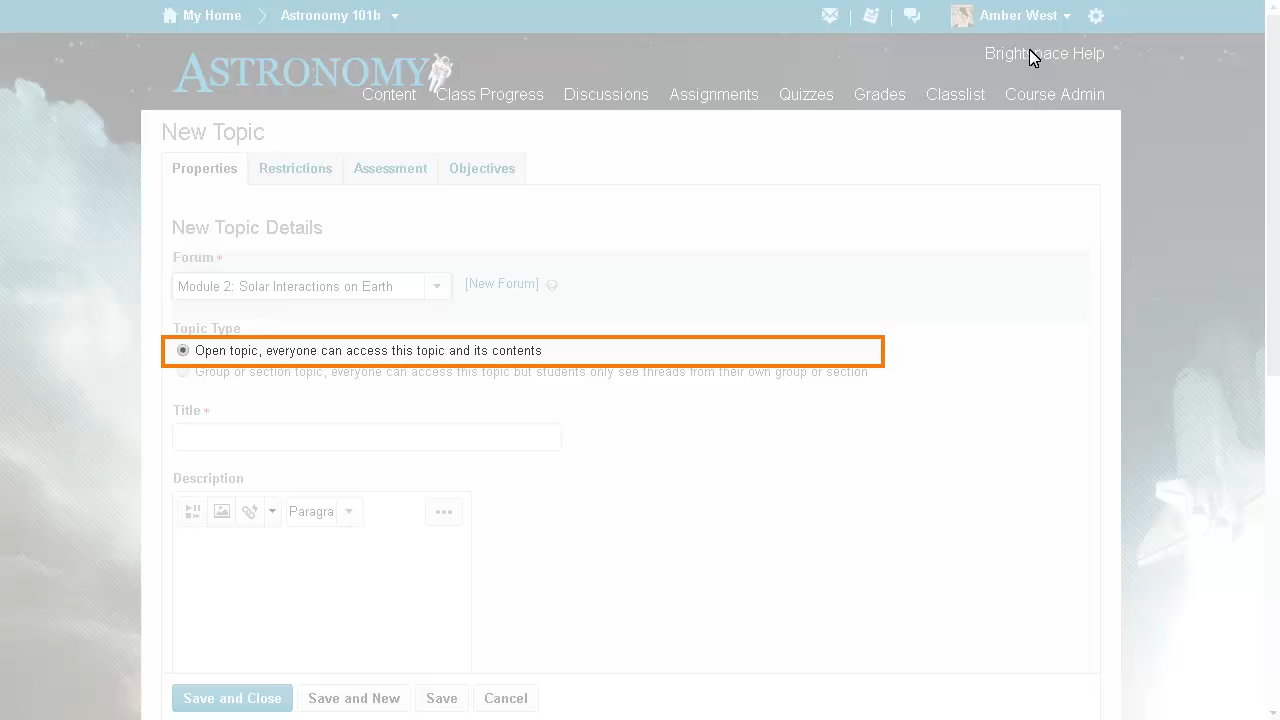 My Home Astronomy 101b Amber West
Brightspace Help
ASTRONOMY
Content Class Progress Discussions Assignments Quizzes Grades Classlist Course Admin
New Topic
Properties Restrictions Assessment Objectives
New Topic Details
Forum *
Module 2: Solar Interactions on Earth [New Forum]
Topic Type
Open topic, everyone can access this topic and its contents
Group or section topic, everyone can access this topic but students only see threads from their own group or section
Title *
Description
Paragra
Save and Close Save and New Save Cancel